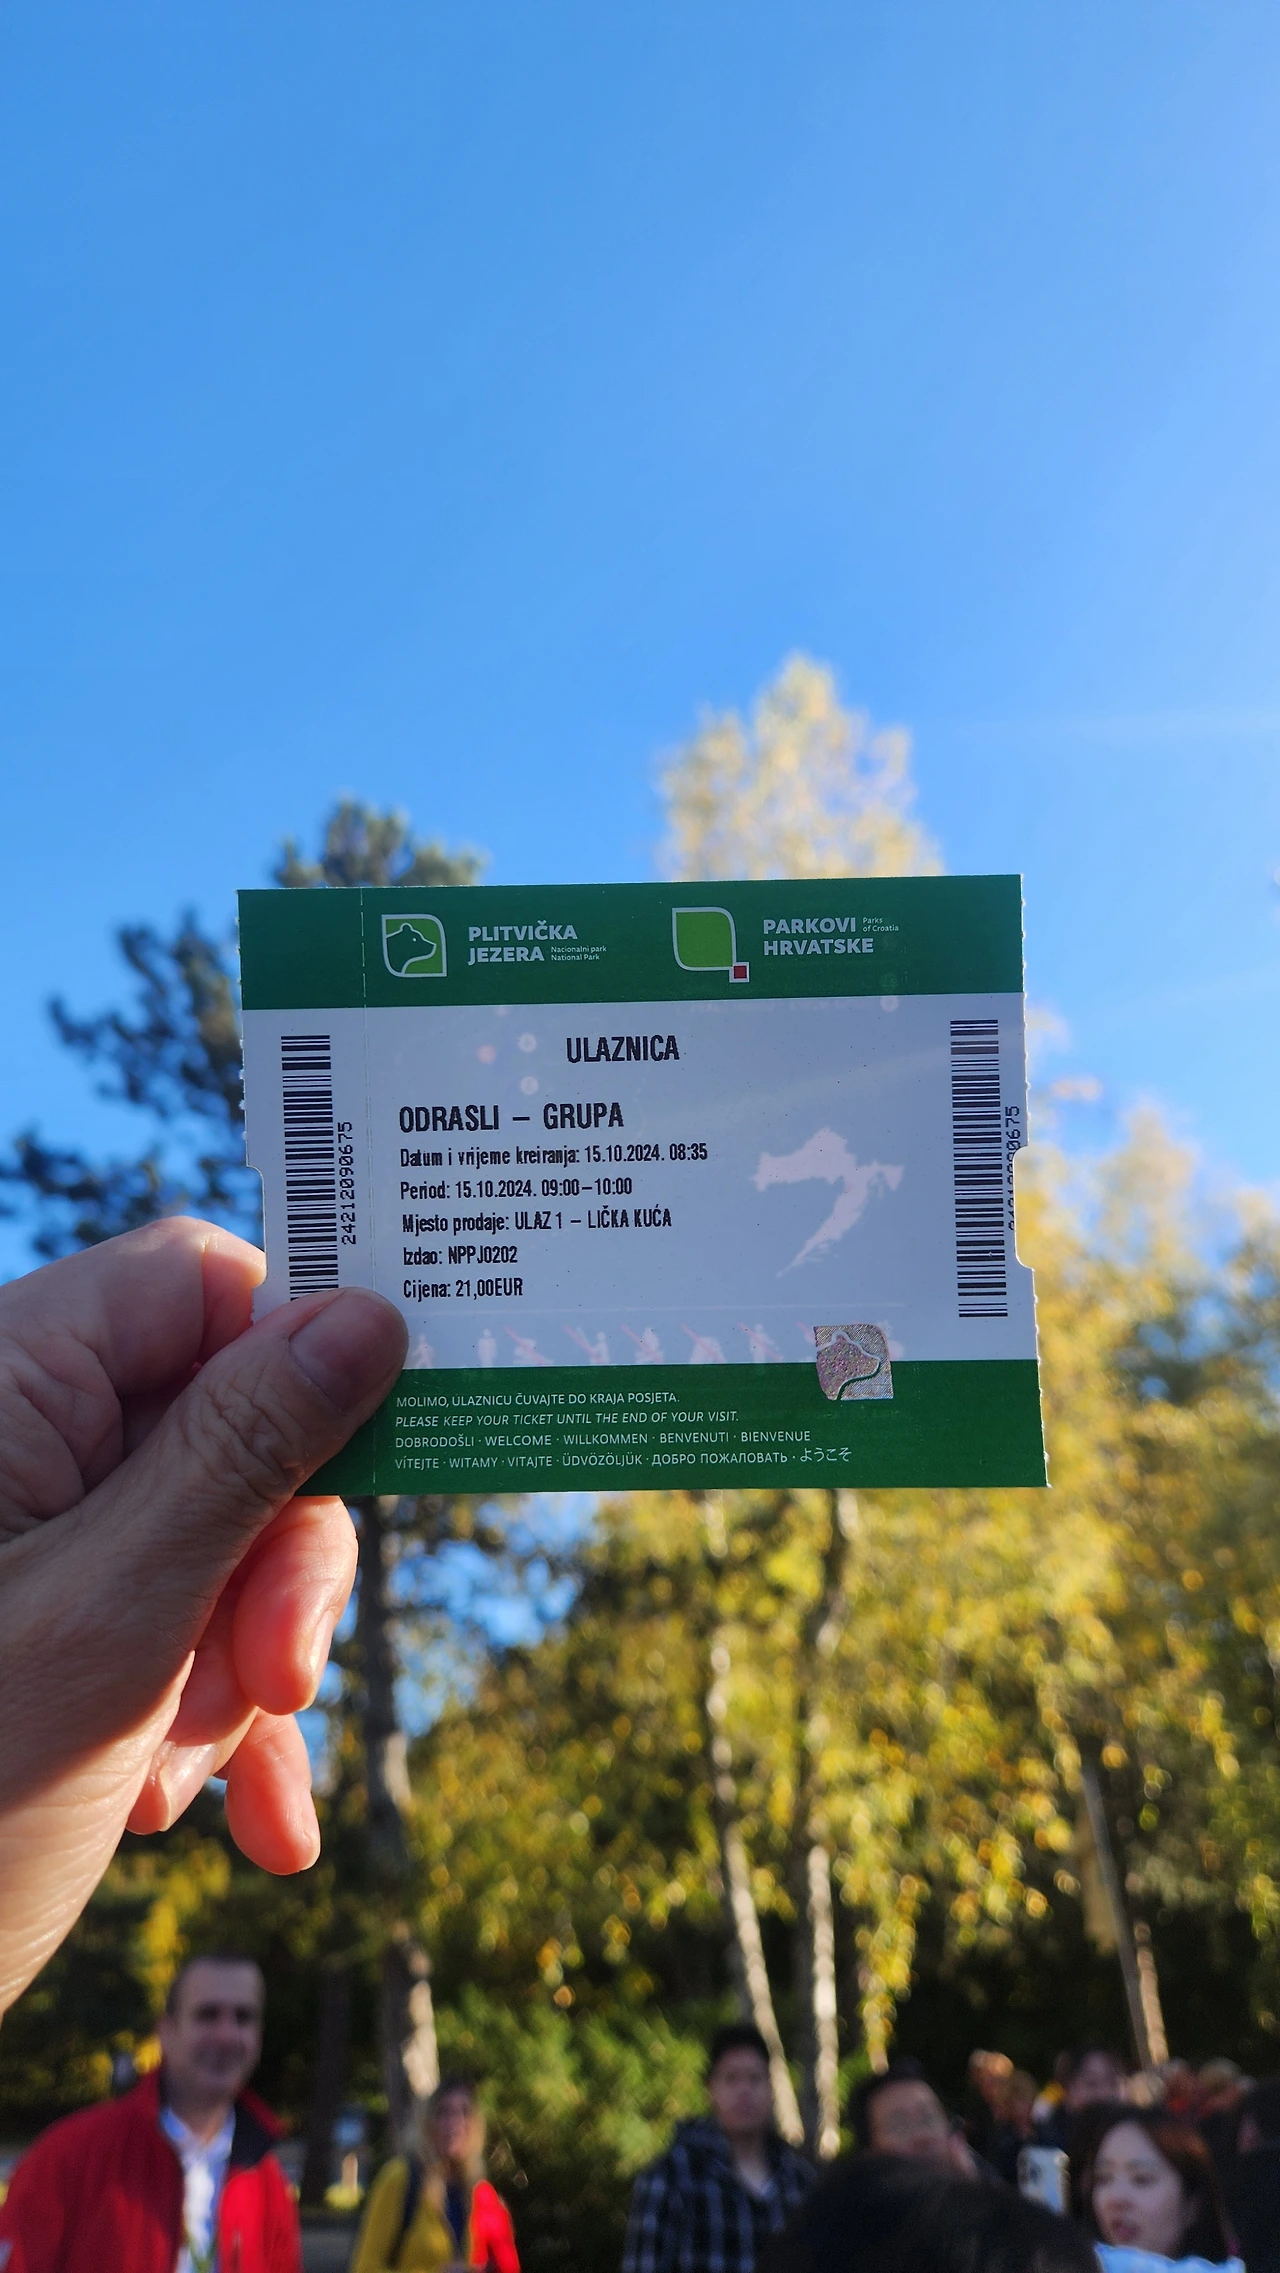 PLITVIČKA
JEZERA
Nacionalni park
National Park
PARKOVI
HRVATSKE
Parks
of Croatia
ULAZNICA
24212090675
ODRASLI – GRUPA
Datum i vrijeme kreiranja: 15.10.2024. 08:35
Period: 15.10.2024. 09:00–10:00
Mjesto prodaje: ULAZ 1 – LIČKA KUĆA
Izdao: NPPJ0202
Cijena: 21,00EUR
24212090675
MOLIMO, ULAZNICU ČUVAJTE DO KRAJA POSJETA.
PLEASE KEEP YOUR TICKET UNTIL THE END OF YOUR VISIT.
DOBRODOŠLI · WELCOME · WILLKOMMEN · BENVENUTI · BIENVENUE
VÍTEJTE · WITAMY · VITAJTE · ÜDVÖZÖLJÜK · ДОБРО ПОЖАЛОВАТЬ · ようこそ